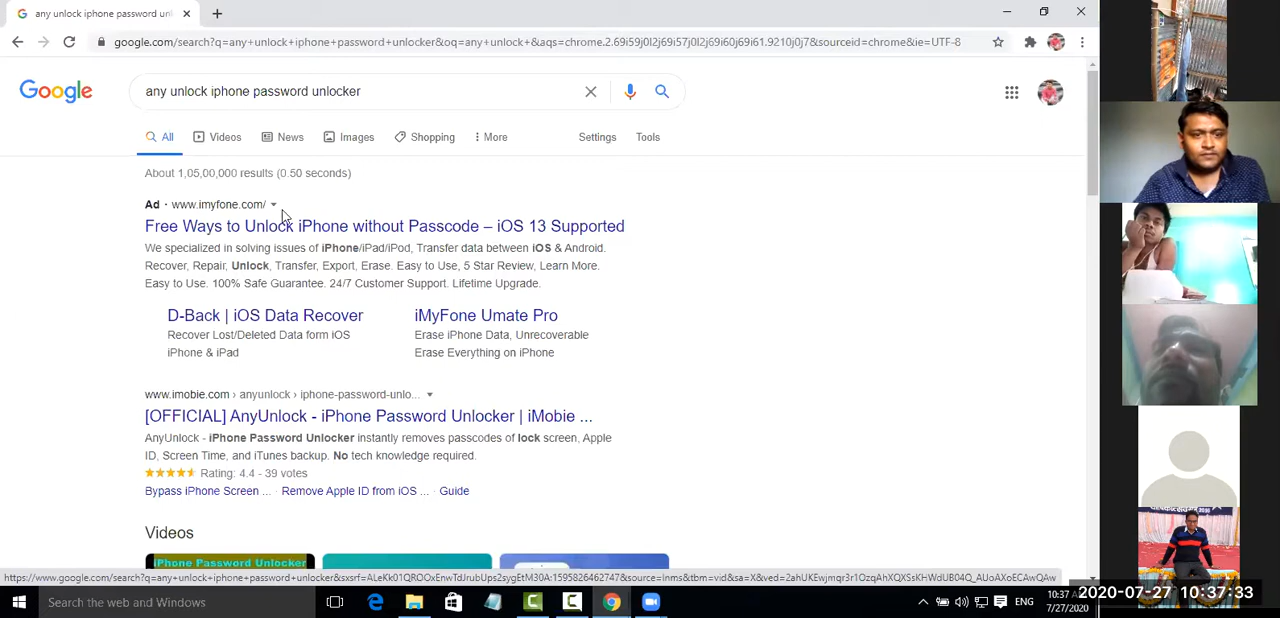 any unlock iphone password unl
google.com/search?q=any+unlock+iphone+password+unlocker&oq=any+unlock+&aqs=chrome.2.69i59j0l2j69i57j0l2j69i60j69i61.9210j0j7&sourceid=chrome&ie=UTF-8
Google
any unlock iphone password unlocker
All Videos News Images Shopping More Settings Tools
About 1,05,00,000 results (0.50 seconds)
Ad · www.imyfone.com/
Free Ways to Unlock iPhone without Passcode – iOS 13 Supported
We specialized in solving issues of iPhone/iPad/iPod, Transfer data between iOS & Android.
Recover, Repair, Unlock, Transfer, Export, Erase. Easy to Use, 5 Star Review, Learn More.
Easy to Use. 100% Safe Guarantee. 24/7 Customer Support. Lifetime Upgrade.
D-Back | iOS Data Recover iMyFone Umate Pro
Recover Lost/Deleted Data form iOS Erase iPhone Data, Unrecoverable
iPhone & iPad Erase Everything on iPhone
www.imobie.com › anyunlock › iphone-password-unlo...
[OFFICIAL] AnyUnlock - iPhone Password Unlocker | iMobie ...
AnyUnlock - iPhone Password Unlocker instantly removes passcodes of lock screen, Apple
ID, Screen Time, and iTunes backup. No tech knowledge required.
Rating: 4.4 - 39 votes
Bypass iPhone Screen ... · Remove Apple ID from iOS ... · Guide
Videos
iPhone Password Unlocker
Search the web and Windows
ENG
10:37
7/27/2020
2020-07-27 10:37:33